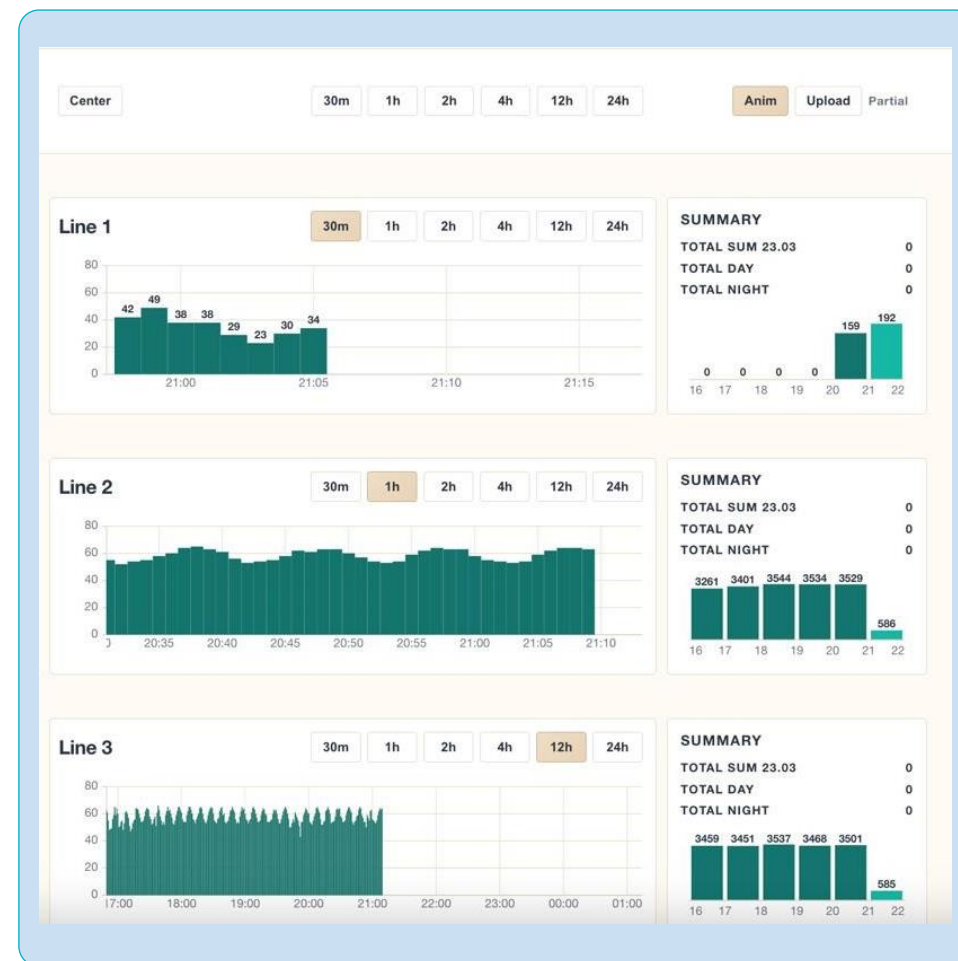 Center 30m 1h 2h 4h 12h 24h Anim Upload Partial
Line 1 30m 1h 2h 4h 12h 24h
80
60
40
20
0
42 49 38 38 29 23 30 34
21:00 21:05 21:10 21:15
SUMMARY
TOTAL SUM 23.03 0
TOTAL DAY 0
TOTAL NIGHT 0
0 0 0 0 159 192
16 17 18 19 20 21 22
Line 2 30m 1h 2h 4h 12h 24h
80
60
40
20
0
20:35 20:40 20:45 20:50 20:55 21:00 21:05 21:10
SUMMARY
TOTAL SUM 23.03 0
TOTAL DAY 0
TOTAL NIGHT 0
3261 3401 3544 3534 3529 586
16 17 18 19 20 21 22
Line 3 30m 1h 2h 4h 12h 24h
80
60
40
20
0
17:00 18:00 19:00 20:00 21:00 22:00 23:00 00:00 01:00
SUMMARY
TOTAL SUM 23.03 0
TOTAL DAY 0
TOTAL NIGHT 0
3459 3451 3537 3468 3501 585
16 17 18 19 20 21 22